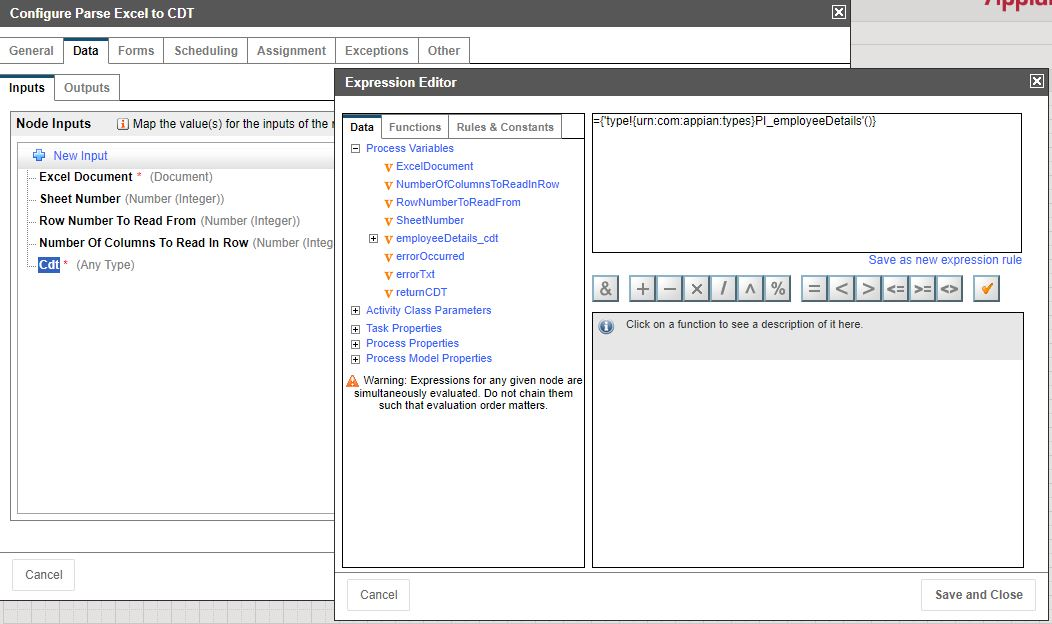 Configure Parse Excel to CDT
General Data Forms Scheduling Assignment Exceptions Other
Inputs Outputs
Node Inputs Map the value(s) for the inputs of the
New Input
Excel Document * (Document)
Sheet Number (Number (Integer))
Row Number To Read From (Number (Integer))
Number Of Columns To Read In Row (Number (Integ
Cdt * (Any Type)
Cancel
Expression Editor
Data Functions Rules & Constants
Process Variables
ExcelDocument
NumberOfColumnsToReadInRow
RowNumberToReadFrom
SheetNumber
employeeDetails_cdt
errorOccurred
errorTxt
returnCDT
Activity Class Parameters
Task Properties
Process Properties
Process Model Properties
Warning: Expressions for any given node are
simultaneously evaluated. Do not chain them
such that evaluation order matters.
={'type!{urn:com:appian:types}PI_employeeDetails'()}
Save as new expression rule
& + − × / ^ % = < > <= >= <>
Click on a function to see a description of it here.
Cancel
Save and Close